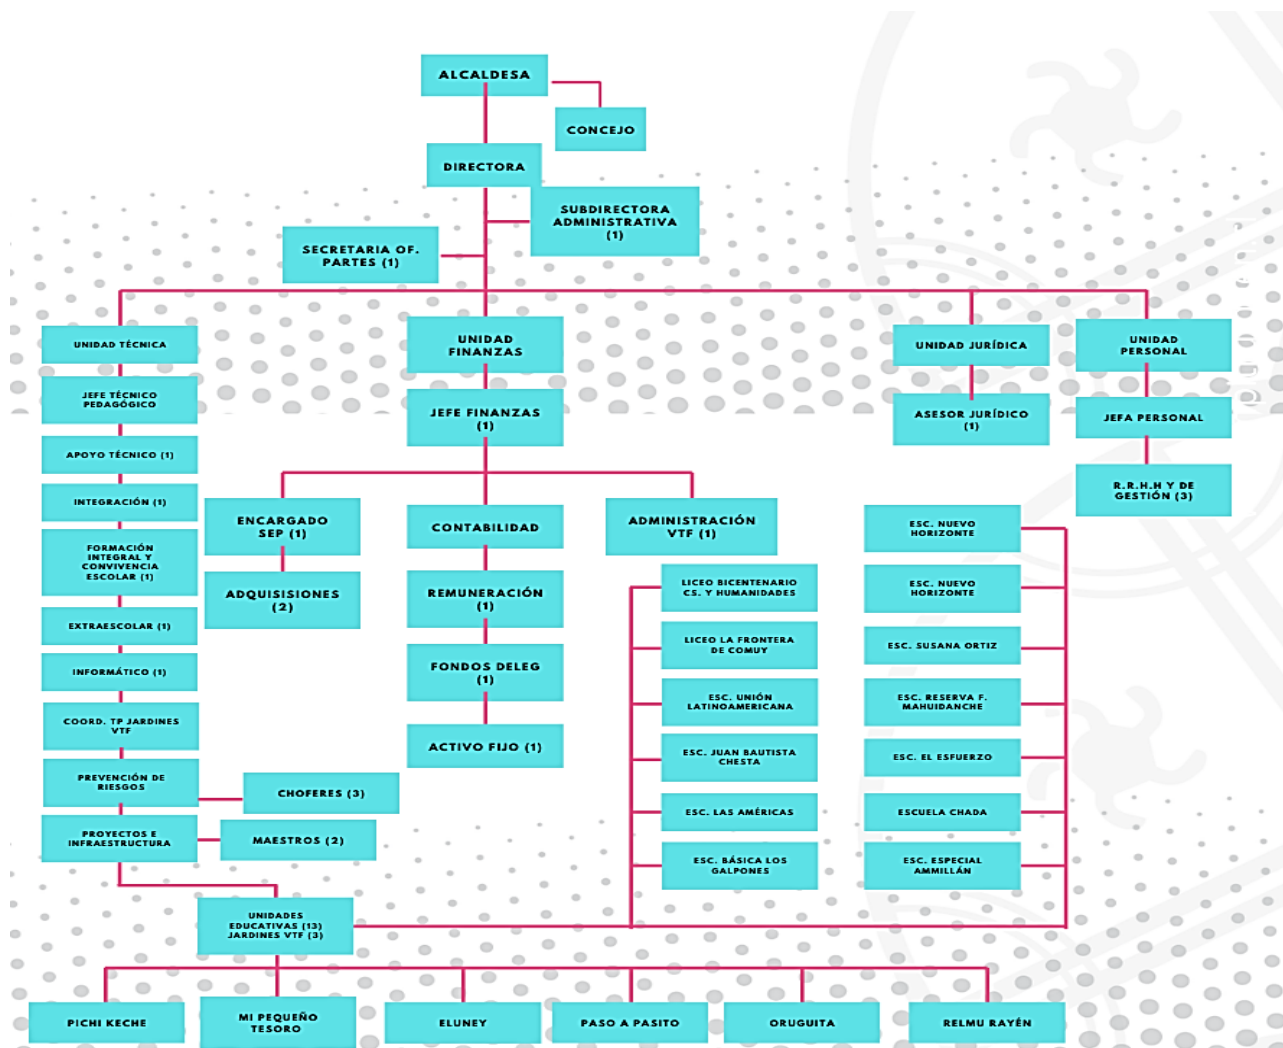 ALCALDESA
CONCEJO
DIRECTORA
SUBDIRECTORA
ADMINISTRATIVA
(1)
SECRETARIA OF.
PARTES (1)
UNIDAD TÉCNICA
JEFE TÉCNICO
PEDAGÓGICO
APOYO TÉCNICO (1)
INTEGRACIÓN (1)
FORMACIÓN
INTEGRAL Y
CONVIVENCIA
ESCOLAR (1)
EXTRAESCOLAR (1)
INFORMÁTICO (1)
COORD. TP JARDINES
VTF
PREVENCIÓN DE
RIESGOS
CHOFERES (3)
PROYECTOS E
INFRAESTRUCTURA
MAESTROS (2)
UNIDAD
FINANZAS
JEFE FINANZAS
(1)
ENCARGADO
SEP (1)
ADQUISISIONES
(2)
CONTABILIDAD
REMUNERACIÓN
(1)
FONDOS DELEG
(1)
ACTIVO FIJO (1)
ADMINISTRACIÓN
VTF (1)
UNIDAD JURÍDICA
ASESOR JURÍDICO
(1)
UNIDAD
PERSONAL
JEFA PERSONAL
R.R.H.H Y DE
GESTIÓN (3)
LICEO BICENTENARIO
CS. Y HUMANIDADES
LICEO LA FRONTERA
DE COMUY
ESC. UNIÓN
LATINOAMERICANA
ESC. JUAN BAUTISTA
CHESTA
ESC. LAS AMÉRICAS
ESC. BÁSICA LOS
GALPONES
ESC. NUEVO
HORIZONTE
ESC. NUEVO
HORIZONTE
ESC. SUSANA ORTIZ
ESC. RESERVA F.
MAHUIDANCHE
ESC. EL ESFUERZO
ESCUELA CHADA
ESC. ESPECIAL
AMMILLÁN
UNIDADES
EDUCATIVAS (13)
JARDINES VTF (3)
PICHI KECHE
MI PEQUEÑO
TESORO
ELUNEY
PASO A PASITO
ORUGUITA
RELMU RAYÉN